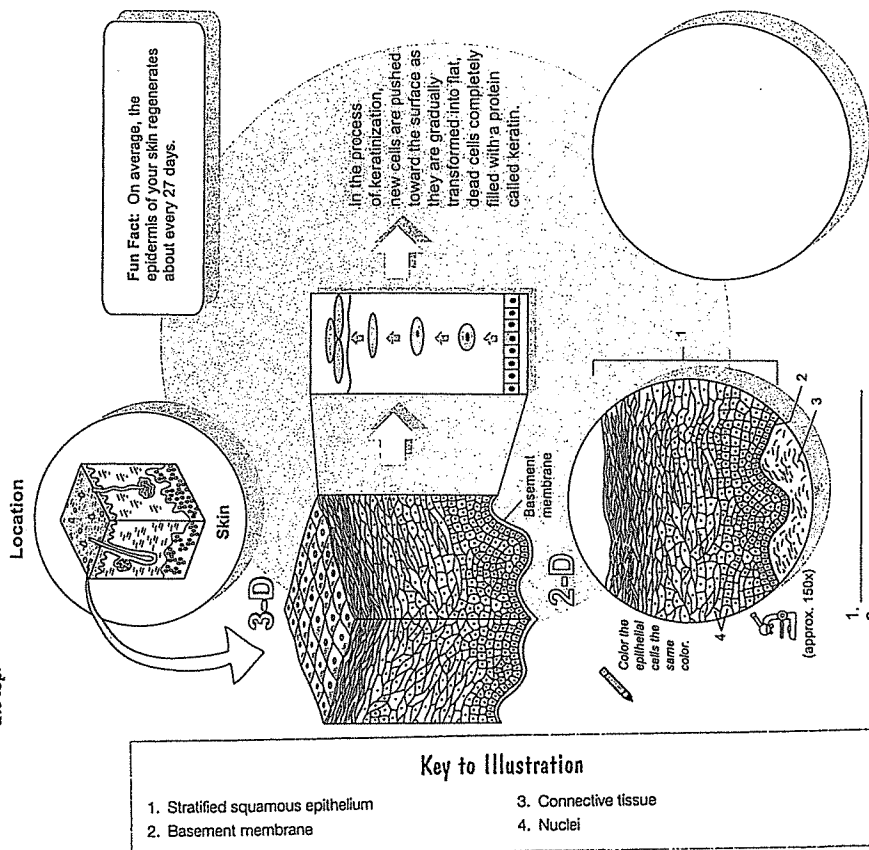 Location
Skin
Fun Fact: On average, the
epidermis of your skin regenerates
about every 27 days.
3-D
Basement
membrane
In the process
of keratinization,
new cells are pushed
toward the surface as
they are gradually
transformed into flat,
dead cells completely
filled with a protein
called keratin.
2-D
Color the
epithelial
cells the
same
color.
1
2
3
4
(approx. 150x)
1.
Key to Illustration
1. Stratified squamous epithelium
2. Basement membrane
3. Connective tissue
4. Nuclei